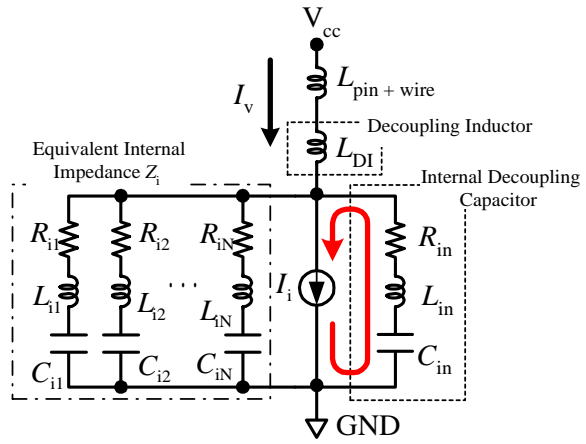 V_cc
L_pin + wire
I_v
Decoupling Inductor
L_DI
Equivalent Internal
Impedance Z_i
Internal Decoupling
Capacitor
R_i1
R_i2
R_iN
R_in
L_i1
L_i2
....
L_iN
I_i
L_in
C_i1
C_i2
C_iN
C_in
GND